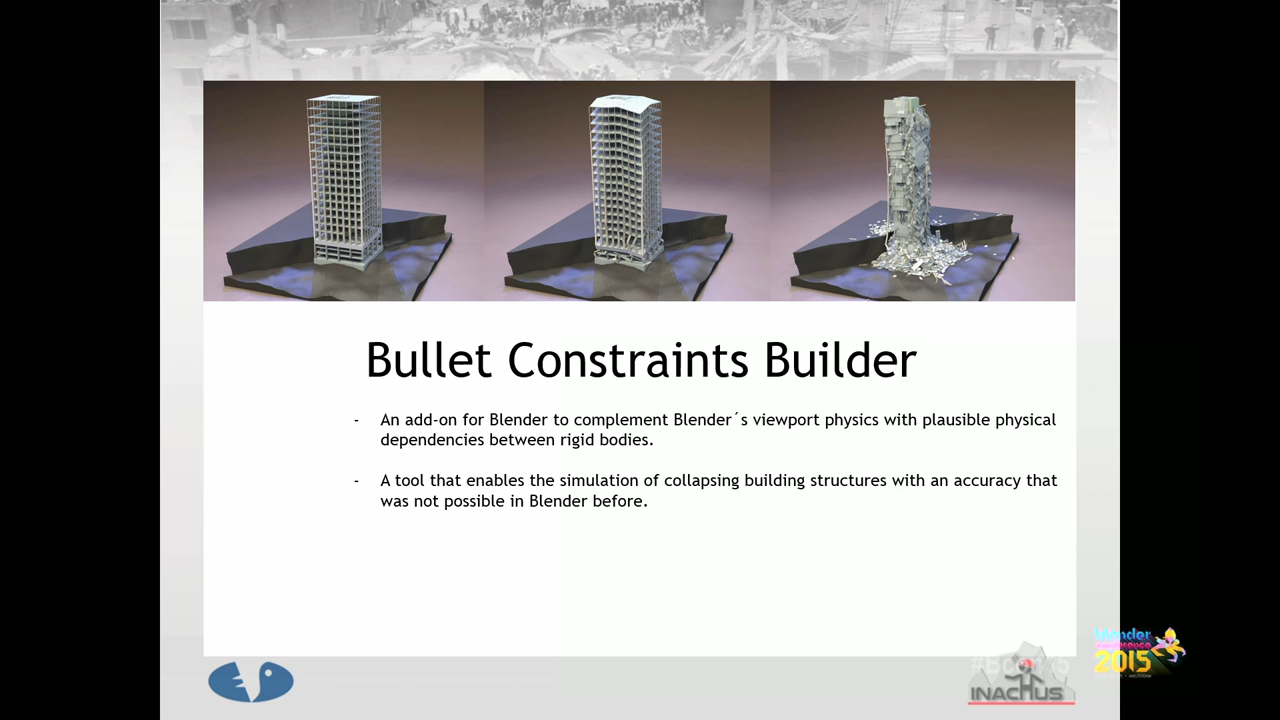 Bullet Constraints Builder
- An add-on for Blender to complement Blender´s viewport physics with plausible physical
dependencies between rigid bodies.
- A tool that enables the simulation of collapsing building structures with an accuracy that
was not possible in Blender before.
INACHUS
blender
conference
2015